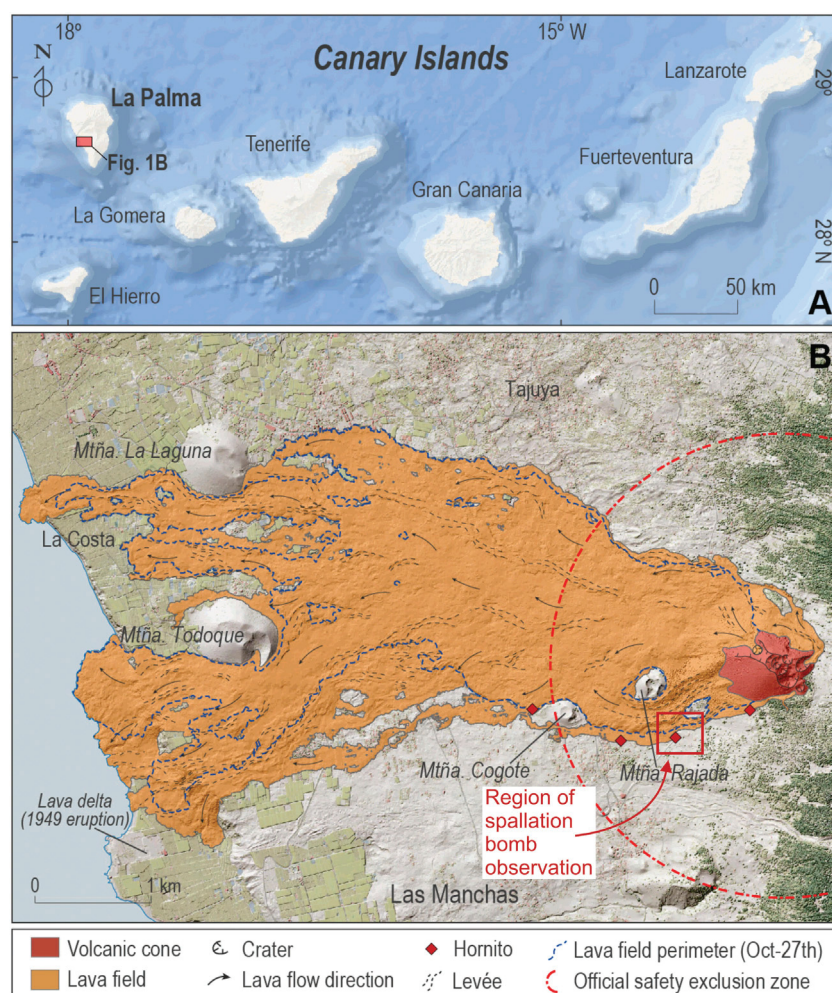 18º
15º W
N
Canary Islands
Lanzarote
29º
La Palma
Tenerife
Fuerteventura
Fig. 1B
Gran Canaria
La Gomera
28º N
El Hierro
0 50 km
A
B
Tajuya
Mtña. La Laguna
La Costa
Mtña. Todoque
Mtña. Cogote
Mtña. Rajada
Region of
spallation
bomb
observation
Lava delta
(1949 eruption)
0 1 km
Las Manchas
Volcanic cone
Crater
Hornito
Lava field perimeter (Oct-27th)
Lava field
Lava flow direction
Levée
Official safety exclusion zone